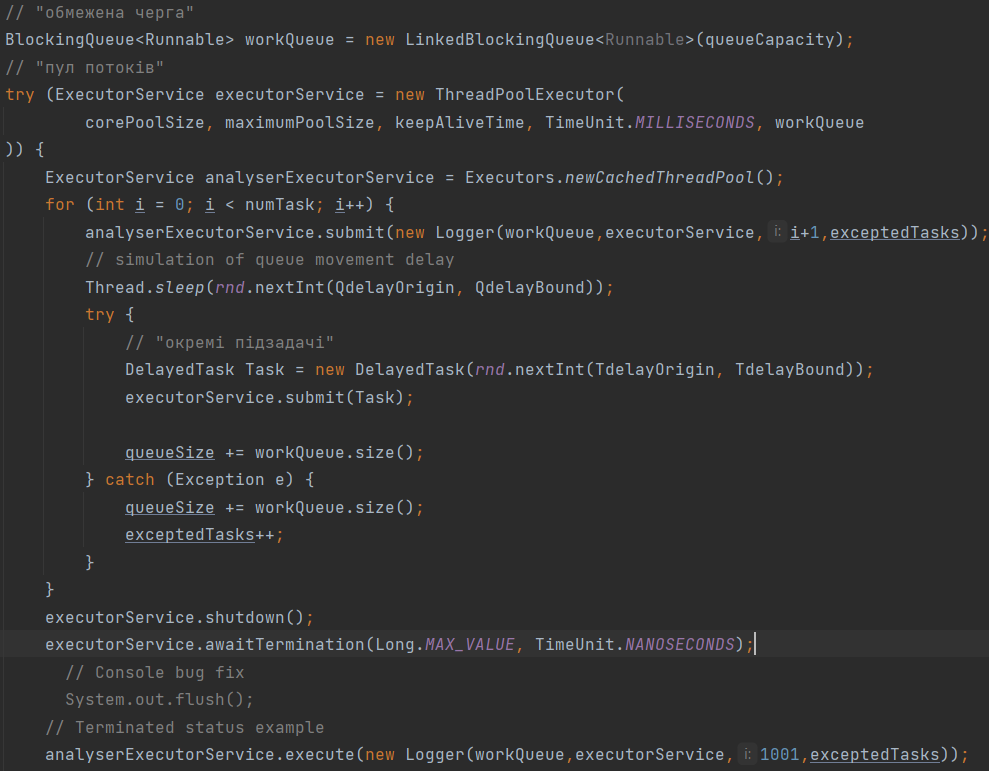 // "обмежена черга"
BlockingQueue<Runnable> workQueue = new LinkedBlockingQueue<Runnable>(queueCapacity);
// "пул потоків"
try (ExecutorService executorService = new ThreadPoolExecutor(
        corePoolSize, maximumPoolSize, keepAliveTime, TimeUnit.MILLISECONDS, workQueue
)) {
    ExecutorService analyserExecutorService = Executors.newCachedThreadPool();
    for (int i = 0; i < numTask; i++) {
        analyserExecutorService.submit(new Logger(workQueue,executorService, i: i+1,exceptedTasks));
        // simulation of queue movement delay
        Thread.sleep(rnd.nextInt(QdelayOrigin, QdelayBound));
        try {
            // "окремі підзадачі"
            DelayedTask Task = new DelayedTask(rnd.nextInt(TdelayOrigin, TdelayBound));
            executorService.submit(Task);

            queueSize += workQueue.size();
        } catch (Exception e) {
            queueSize += workQueue.size();
            exceptedTasks++;
        }
    }
    executorService.shutdown();
    executorService.awaitTermination(Long.MAX_VALUE, TimeUnit.NANOSECONDS);
      // Console bug fix
      System.out.flush();
    // Terminated status example
    analyserExecutorService.execute(new Logger(workQueue,executorService, i: 1001,exceptedTasks));